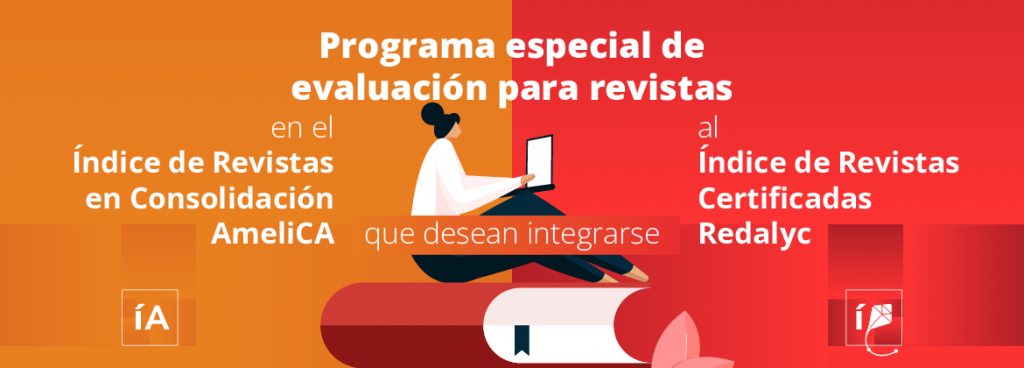 Programa especial de
evaluación para revistas
en el
Índice de Revistas
en Consolidación
AmeliCA
que desean integrarse
al
Índice de Revistas
Certificadas
Redalyc
íA
í